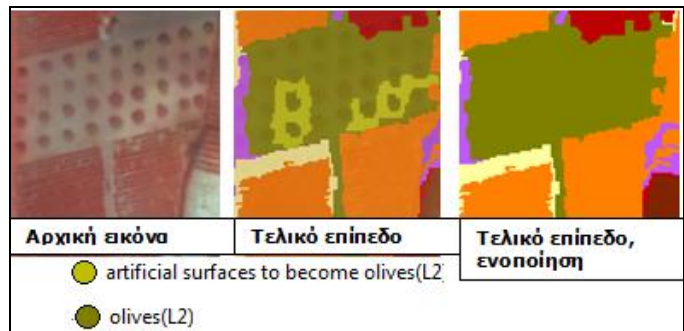 Αρχική εικόνα
Τελικό επίπεδο
Τελικό επίπεδο,
ενοποίηση
artificial surfaces to become olives(L2
olives(L2)